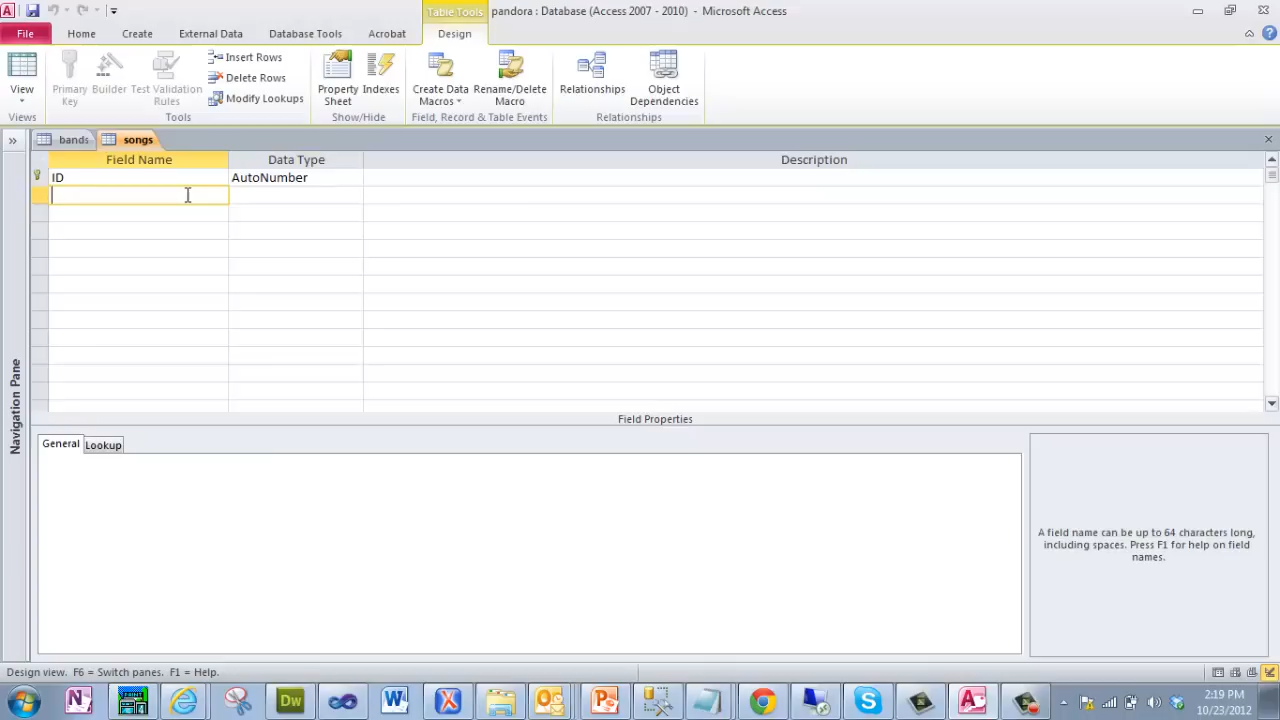 Table Tools
pandora : Database (Access 2007 - 2010) - Microsoft Access
File Home Create External Data Database Tools Acrobat Design
View
Primary Key
Builder
Test Validation Rules
Insert Rows
Delete Rows
Modify Lookups
Property Sheet
Indexes
Create Data Macros
Rename/Delete Macro
Relationships
Object Dependencies
Views Tools Show/Hide Field, Record & Table Events Relationships
» bands songs
Field Name Data Type Description
ID AutoNumber
Navigation Pane
Field Properties
General Lookup
A field name can be up to 64 characters long,
including spaces. Press F1 for help on field
names.
Design view. F6 = Switch panes. F1 = Help.
2:19 PM
10/23/2012